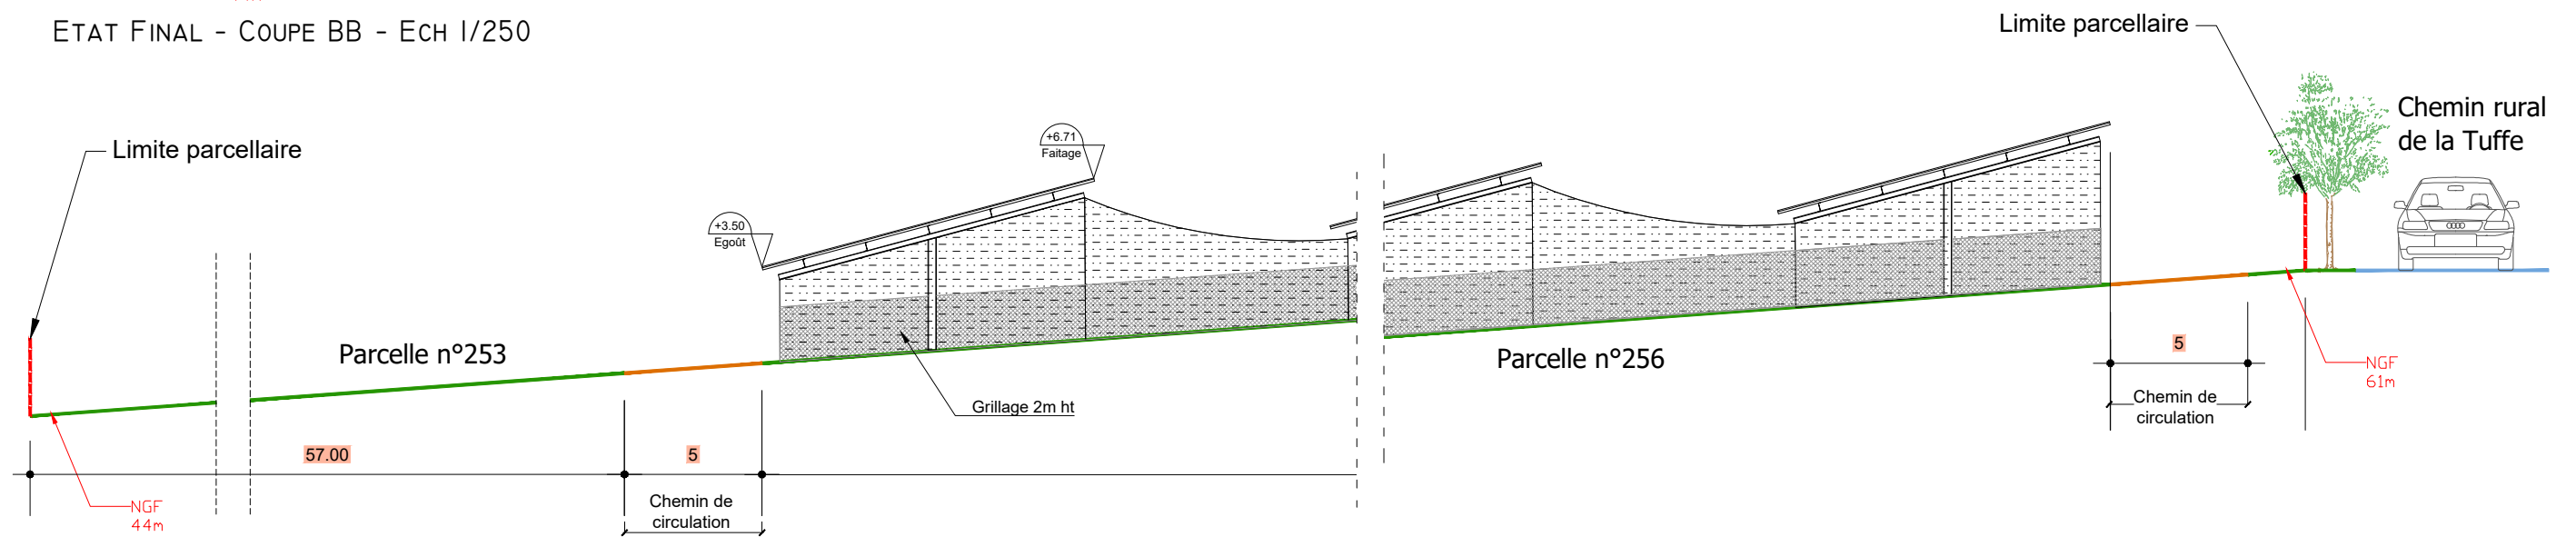 ETAT FINAL - COUPE BB - ECH 1/250
Limite parcellaire
Limite parcellaire
Chemin rural
de la Tuffe
+6.71
Faitage
+3.50
Egoût
Parcelle n°253
Parcelle n°256
Grillage 2m ht
57.00
5
Chemin de
circulation
NGF
44m
5
Chemin de
circulation
NGF
61m